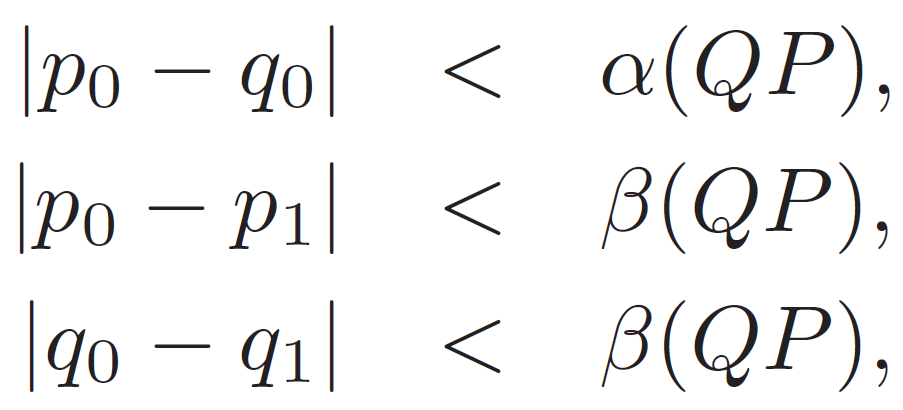 |p₀ − q₀| < α(QP),
|p₀ − p₁| < β(QP),
|q₀ − q₁| < β(QP),